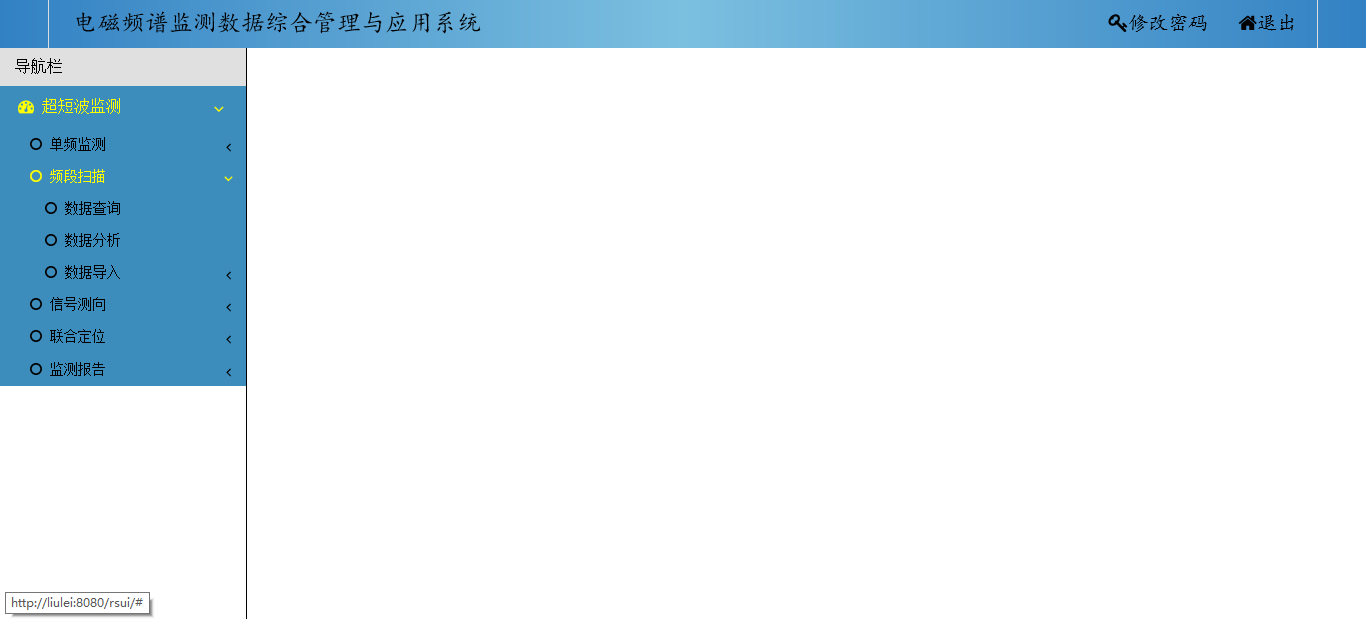 电磁频谱监测数据综合管理与应用系统
修改密码
退出
导航栏
超短波监测
单频监测
频段扫描
数据查询
数据分析
数据导入
信号测向
联合定位
监测报告
http://liulei:8080/rsui/#